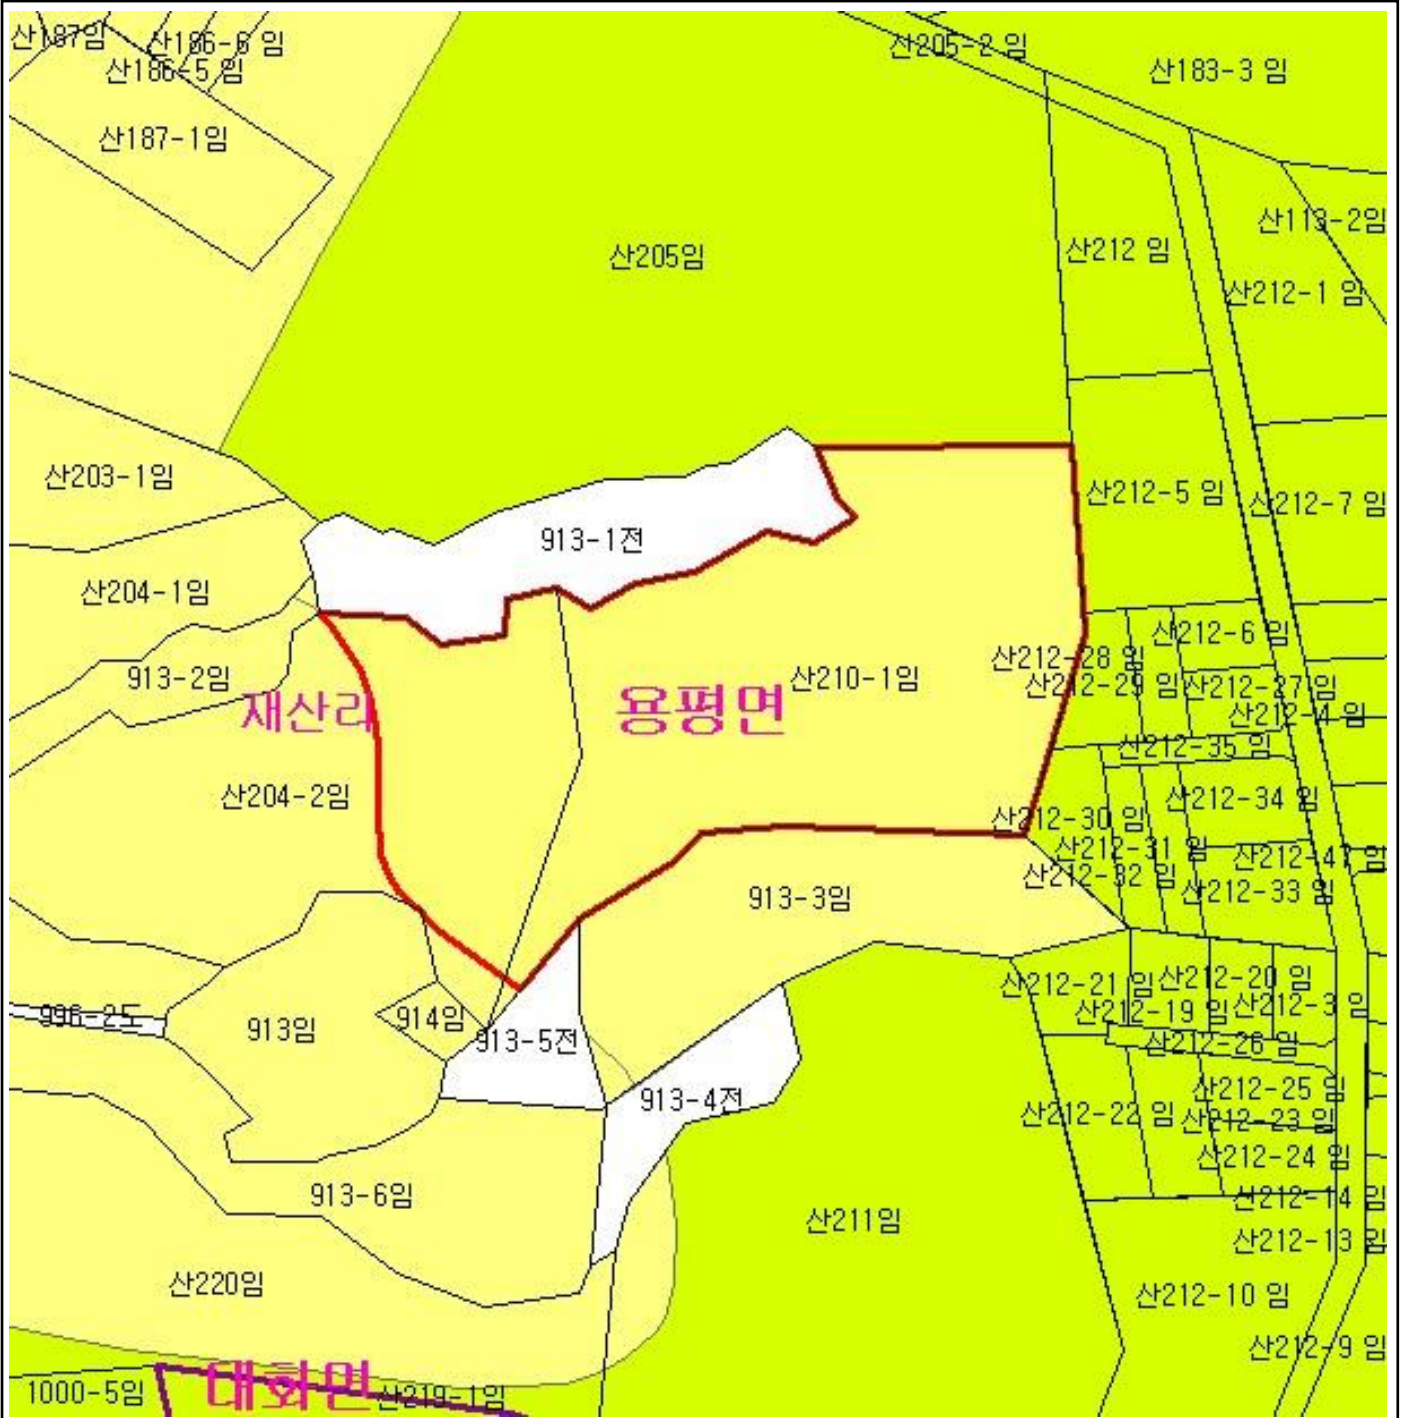 산187임
산186-6 임
산205-2 임
산186-5 임
산183-3 임
산187-1임
산113-2임
산212 임
산205임
산212-1 임
산203-1임
산212-5 임
산212-7 임
913-1전
산204-1임
산212-6 임
산212-28 임
913-2임
산210-1임
산212-29 임
산212-27 임
재산리
용평면
산212-4 임
산212-35 임
산204-2임
산212-34 임
산212-30 임
산212-31 임
산212-41 임
산212-32 임
산212-33 임
913-3임
산212-21 임
산212-20 임
산212-3 임
996-2도
913임
914임
산212-19 임
913-5전
산212-26 임
산212-25 임
913-4전
산212-22 임
산212-23 임
산212-24 임
913-6임
산212-14 임
산211임
산212-13 임
산220임
산212-10 임
산212-9 임
1000-5임
대화면
산219-1임